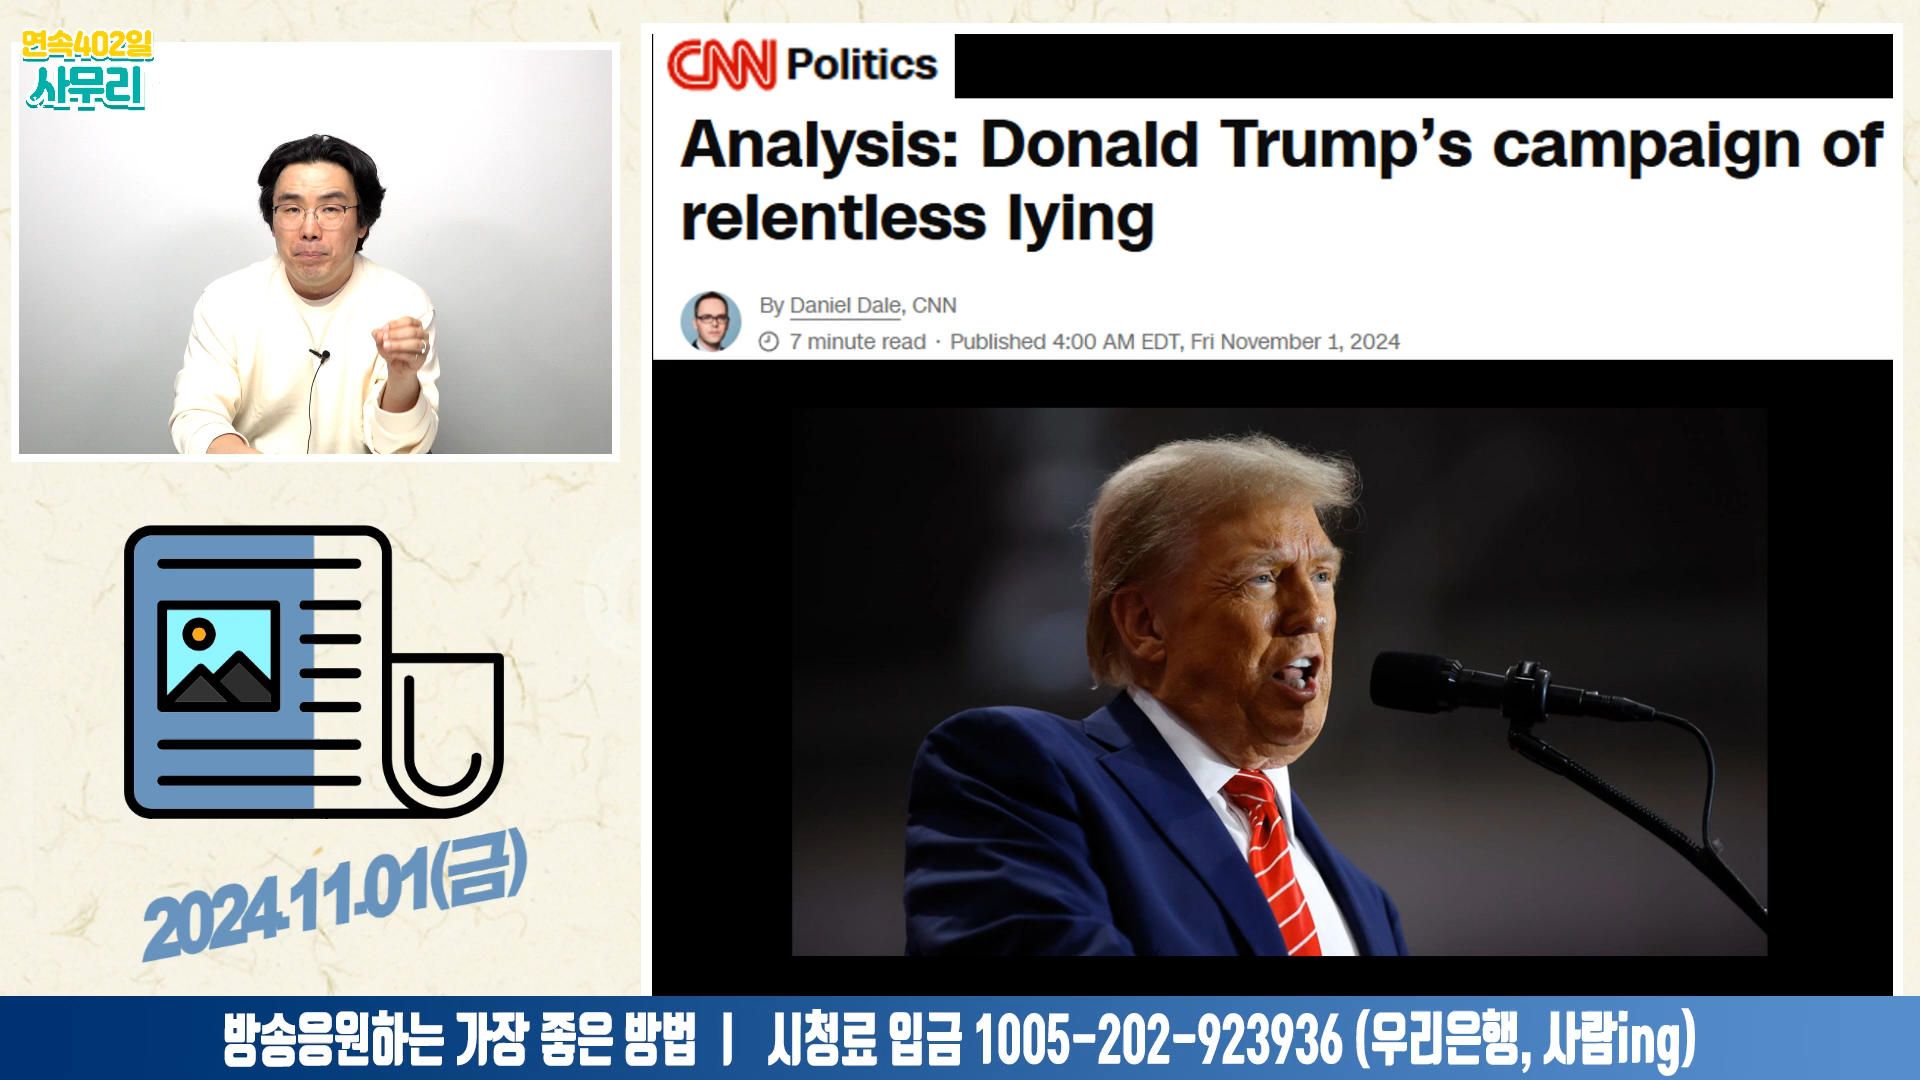 연속402일
사무리
CNN Politics
Analysis: Donald Trump’s campaign of
relentless lying
By Daniel Dale, CNN
7 minute read · Published 4:00 AM EDT, Fri November 1, 2024
2024.11.01(금)
방송응원하는 가장 좋은 방법 | 시청료 입금 1005-202-923936 (우리은행, 사람ing)